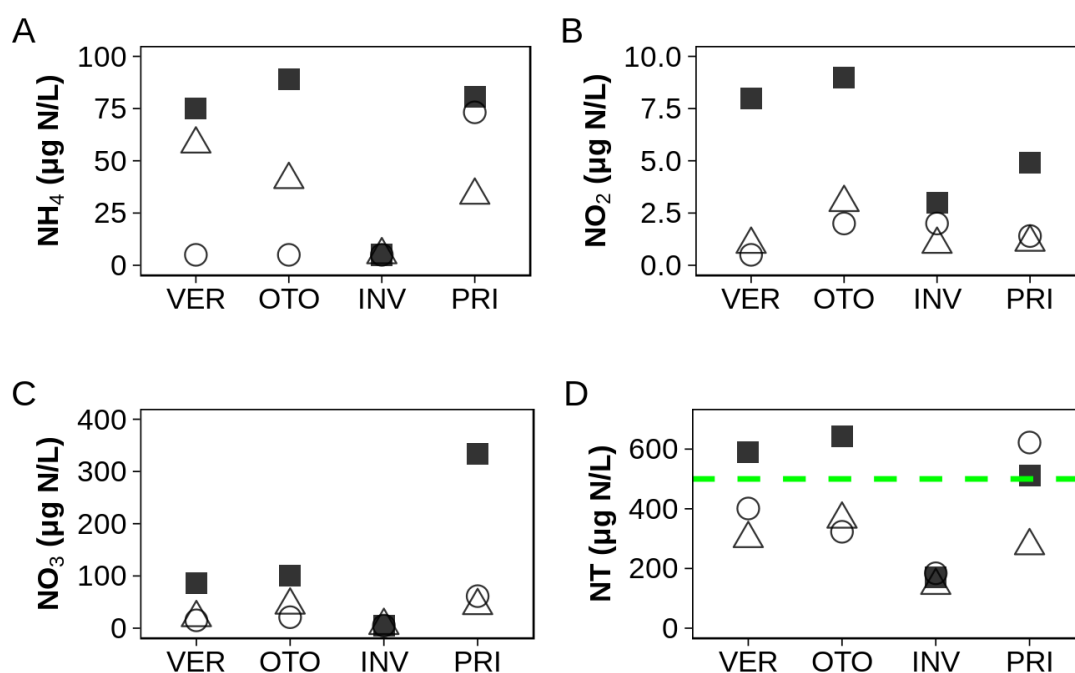 A
NH4 (µg N/L)
100
75
50
25
0
VER OTO INV PRI
B
NO2 (µg N/L)
10.0
7.5
5.0
2.5
0.0
VER OTO INV PRI
C
NO3 (µg N/L)
400
300
200
100
0
VER OTO INV PRI
D
NT (µg N/L)
600
400
200
0
VER OTO INV PRI